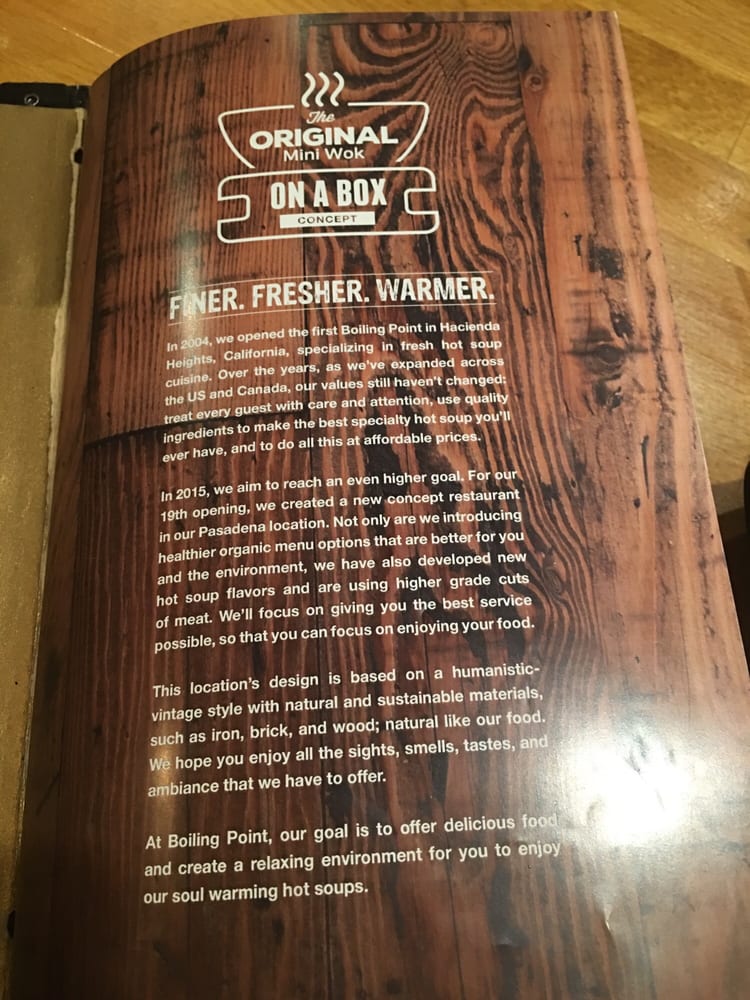 The
ORIGINAL
Mini Wok
ON A BOX
CONCEPT
FINER. FRESHER. WARMER.
In 2004, we opened the first Boiling Point in Hacienda
Heights, California, specializing in fresh hot soup
cuisine. Over the years, as we've expanded across
the US and Canada, our values still haven't changed:
treat every guest with care and attention, use quality
ingredients to make the best specialty hot soup you'll
ever have, and to do all this at affordable prices.
In 2015, we aim to reach an even higher goal. For our
19th opening, we created a new concept restaurant
in our Pasadena location. Not only are we introducing
healthier organic menu options that are better for you
and the environment, we have also developed new
hot soup flavors and are using higher grade cuts
of meat. We'll focus on giving you the best service
possible, so that you can focus on enjoying your food.
This location's design is based on a humanistic-
vintage style with natural and sustainable materials,
such as iron, brick, and wood; natural like our food.
We hope you enjoy all the sights, smells, tastes, and
ambiance that we have to offer.
At Boiling Point, our goal is to offer delicious food
and create a relaxing environment for you to enjoy
our soul warming hot soups.